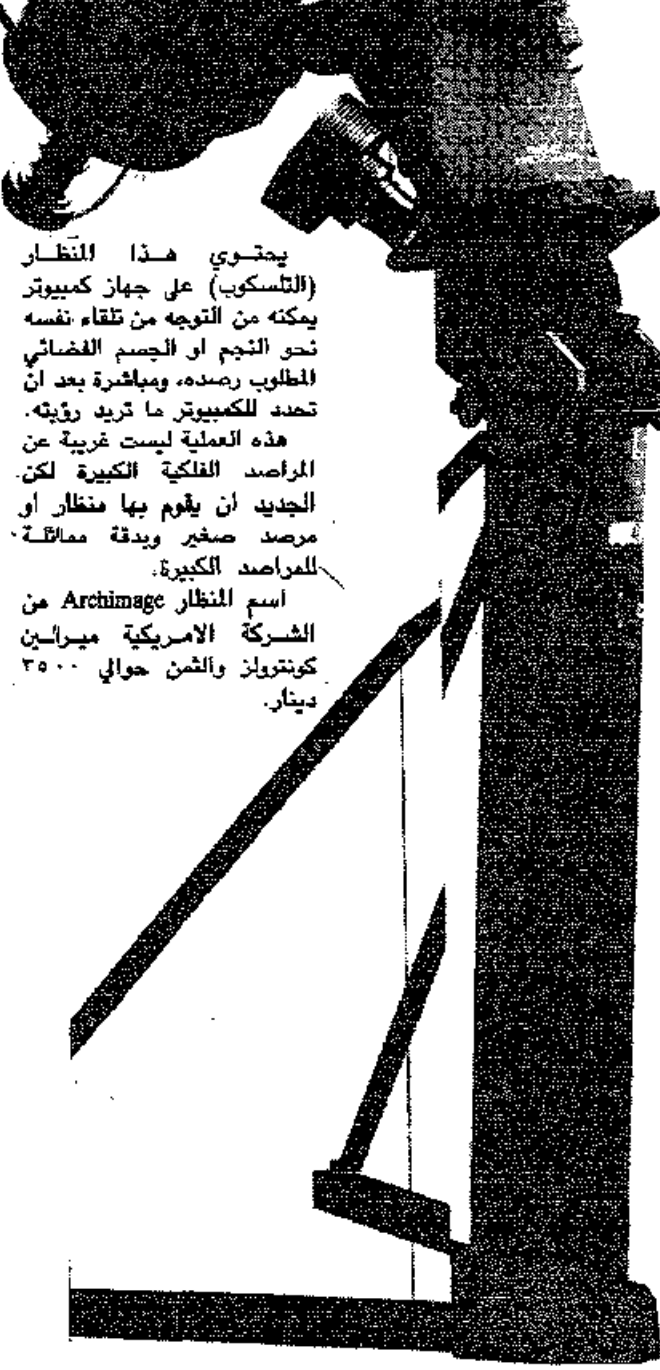 يحتوي هذا المنظار
(التلسكوب) على جهاز كمبيوتر
يمكنه من التوجه من تلقاء نفسه
نحو النجم او الجسم الفضائي
المطلوب رصده، ومباشرة بعد ان
تحدد للكمبيوتر ما تريد رؤيته.
هذه العملية ليست غريبة عن
المراصد الفلكية الكبيرة لكن
الجديد ان يقوم بها منظار أو
مرصد صغير وبدقة مماثلة
للمراصد الكبيرة.
اسم المنظار Archimage من
الشركة الامريكية ميرالين
كونترولز والثمن حوالي ٣٥٠٠
دينار.